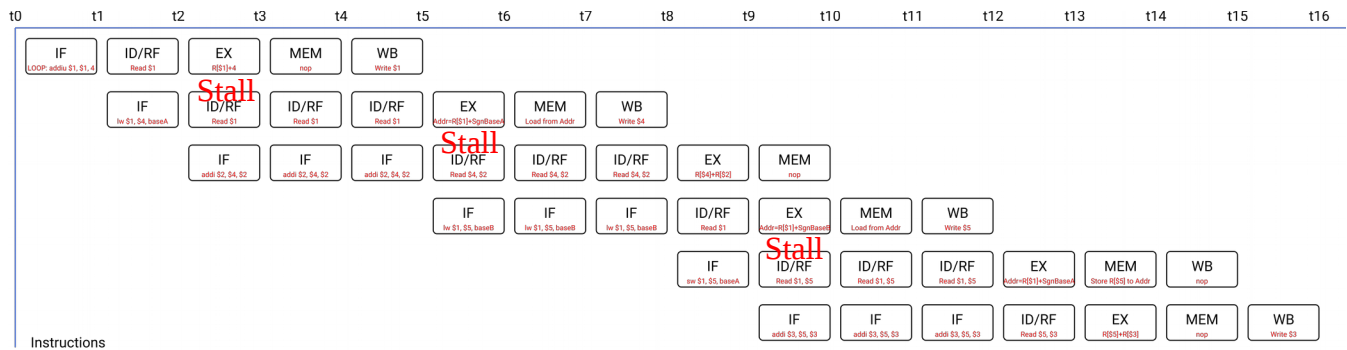 t0 t1 t2 t3 t4 t5 t6 t7 t8 t9 t10 t11 t12 t13 t14 t15 t16
IF ID/RF EX MEM WB
LOOP: addiu $1, $1, 4 Read $1 R[$1]+4 nop Write $1
Stall
IF ID/RF ID/RF ID/RF EX MEM WB
lw $1, $4, baseA Read $1 Read $1 Read $1 Addr=R[$1]+SgnBaseA Load from Addr Write $4
Stall
IF IF IF ID/RF ID/RF ID/RF EX MEM
addi $2, $4, $2 addi $2, $4, $2 addi $2, $4, $2 Read $4, $2 Read $4, $2 Read $4, $2 R[$4]+R[$2] nop
IF IF IF ID/RF EX MEM WB
lw $1, $5, baseB lw $1, $5, baseB lw $1, $5, baseB Read $1 Addr=R[$1]+SgnBaseB Load from Addr Write $5
Stall
IF ID/RF ID/RF ID/RF EX MEM WB
sw $1, $5, baseA Read $1, $5 Read $1, $5 Read $1, $5 Addr=R[$1]+SgnBaseA Store R[$5] to Addr nop
IF IF IF ID/RF EX MEM WB
addi $3, $5, $3 addi $3, $5, $3 addi $3, $5, $3 Read $5, $3 R[$5]+R[$3] nop Write $3
Instructions